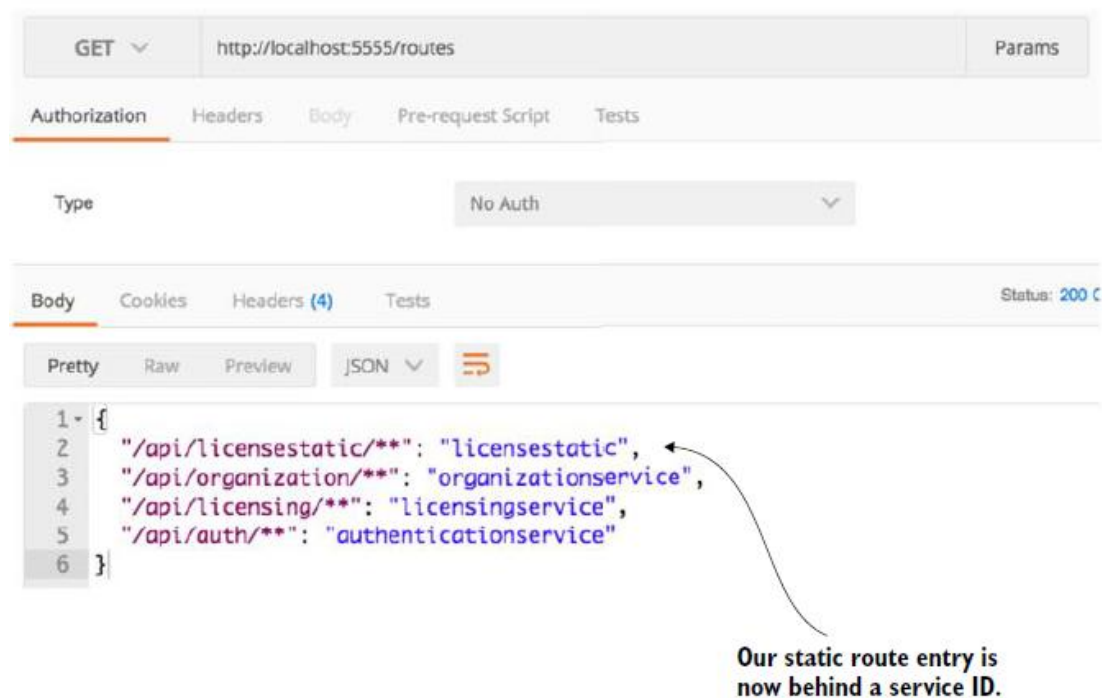 GET http://localhost:5555/routes Params
Authorization Headers Body Pre-request Script Tests
Type No Auth
Body Cookies Headers (4) Tests Status: 200
Pretty Raw Preview JSON
1 {
2 "/api/licensestatic/**": "licensestatic",
3 "/api/organization/**": "organizationservice",
4 "/api/licensing/**": "licensingservice",
5 "/api/auth/**": "authenticationservice"
6 }
Our static route entry is
now behind a service ID.